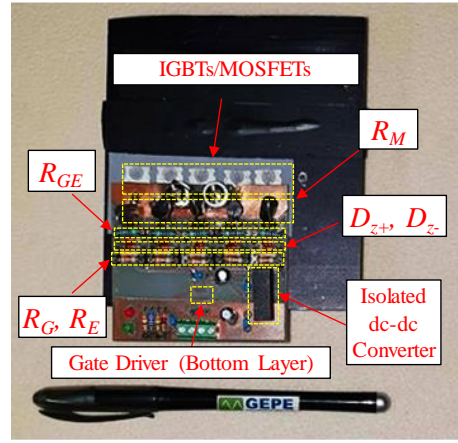 IGBTs/MOSFETs
R_M
R_GE
D_z+, D_z-
R_G, R_E
Isolated
dc-dc
Converter
Gate Driver (Bottom Layer)
GEPE